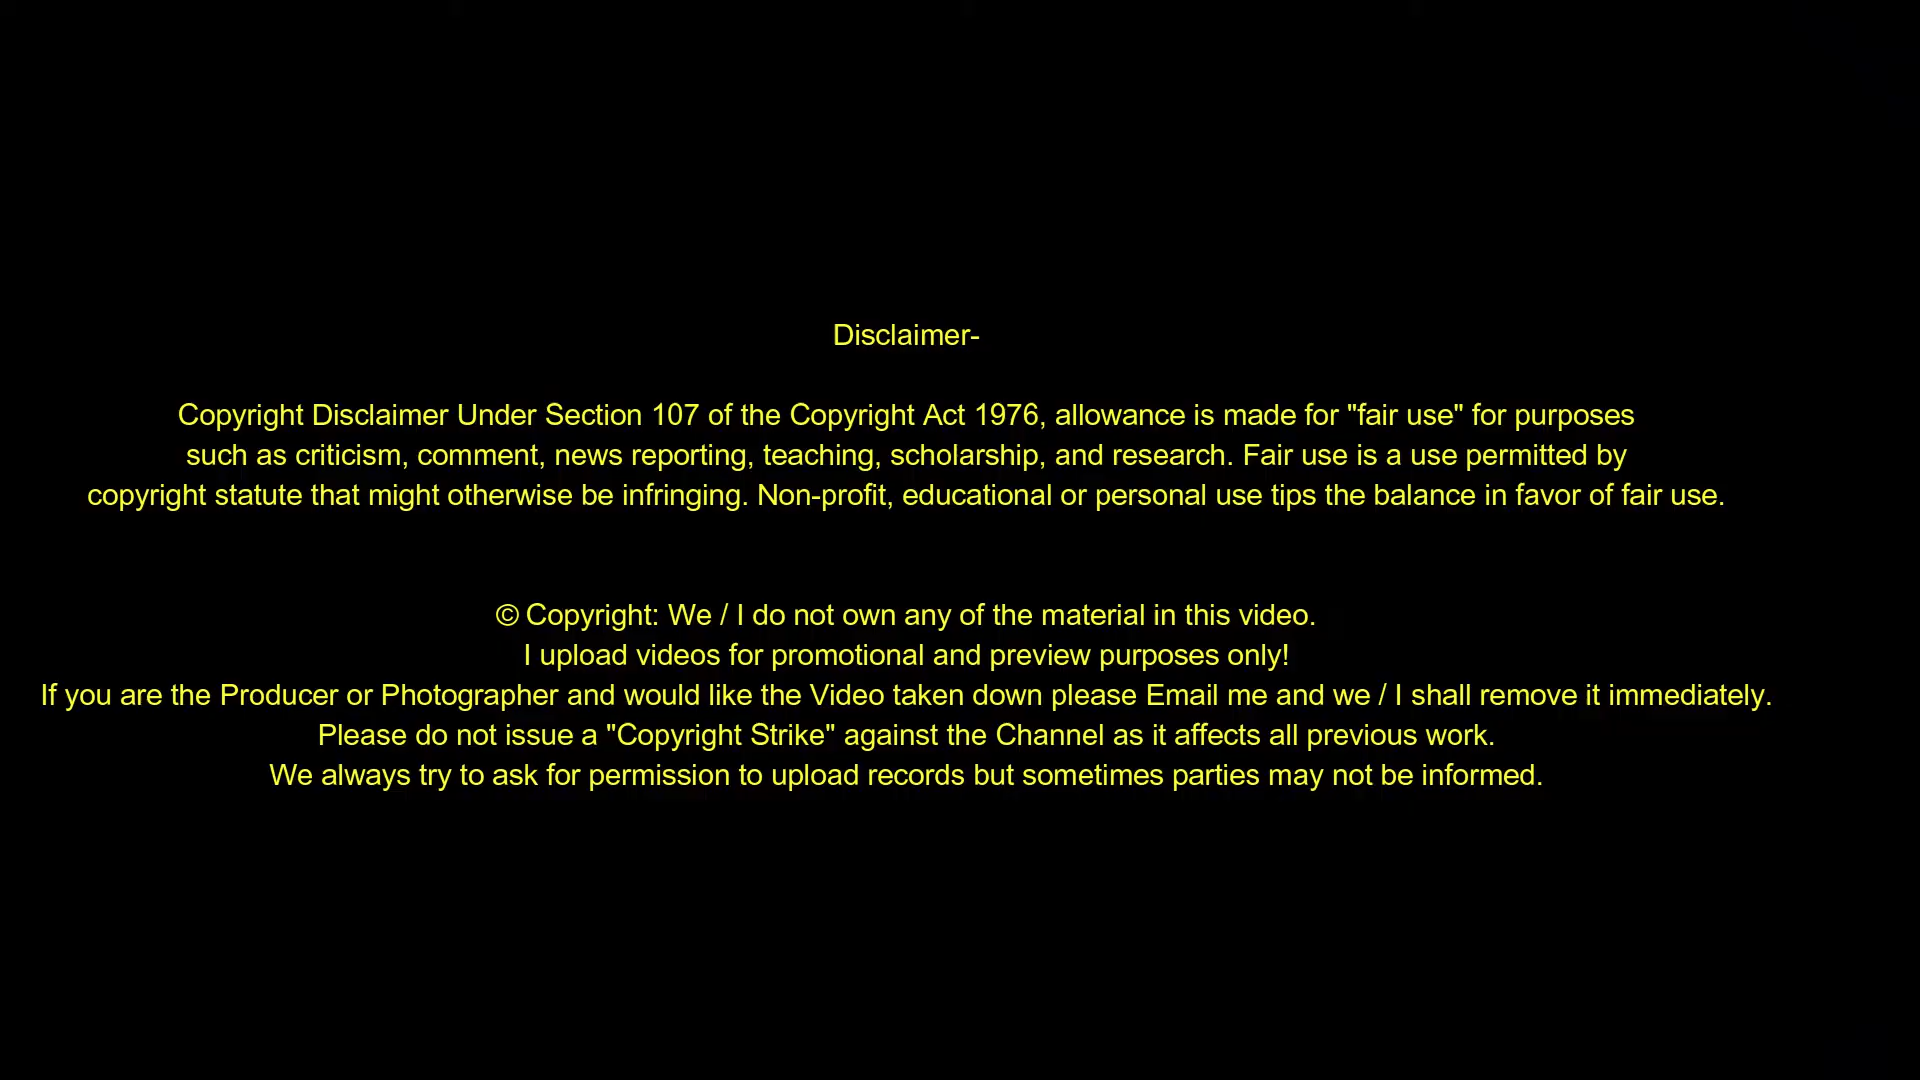 Disclaimer-
Copyright Disclaimer Under Section 107 of the Copyright Act 1976, allowance is made for "fair use" for purposes
such as criticism, comment, news reporting, teaching, scholarship, and research. Fair use is a use permitted by
copyright statute that might otherwise be infringing. Non-profit, educational or personal use tips the balance in favor of fair use.
© Copyright: We / I do not own any of the material in this video.
I upload videos for promotional and preview purposes only!
If you are the Producer or Photographer and would like the Video taken down please Email me and we / I shall remove it immediately.
Please do not issue a "Copyright Strike" against the Channel as it affects all previous work.
We always try to ask for permission to upload records but sometimes parties may not be informed.